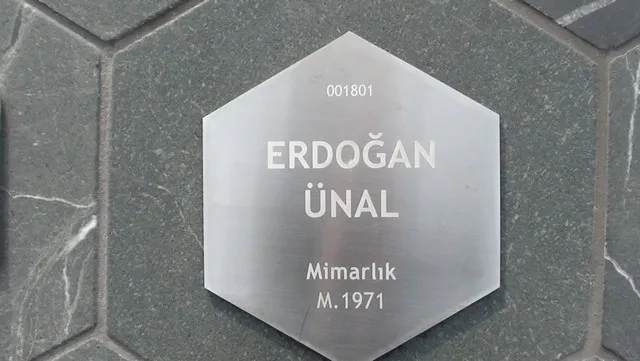 001801
ERDOĞAN
ÜNAL
Mimarlık
M.1971